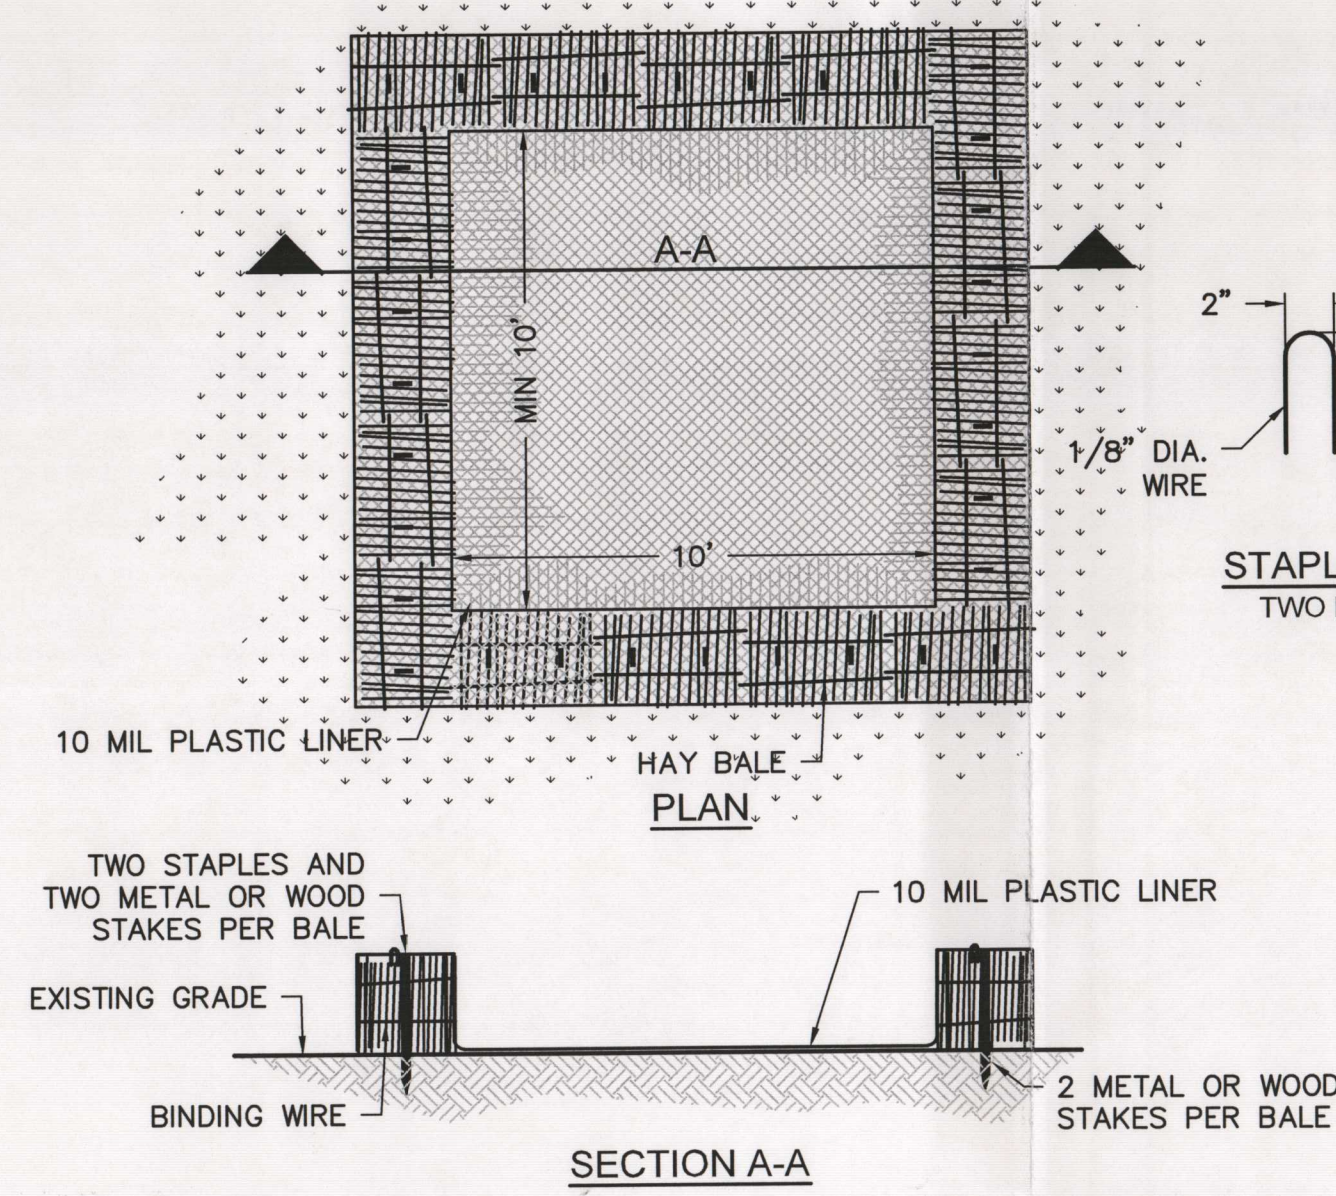 A-A
MIN 10'
10'
10 MIL PLASTIC LINER
HAY BALE
PLAN
2"
1/8" DIA.
WIRE
STAPL
TWO
TWO STAPLES AND
TWO METAL OR WOOD
STAKES PER BALE
10 MIL PLASTIC LINER
EXISTING GRADE
BINDING WIRE
2 METAL OR WOOD
STAKES PER BALE
SECTION A-A